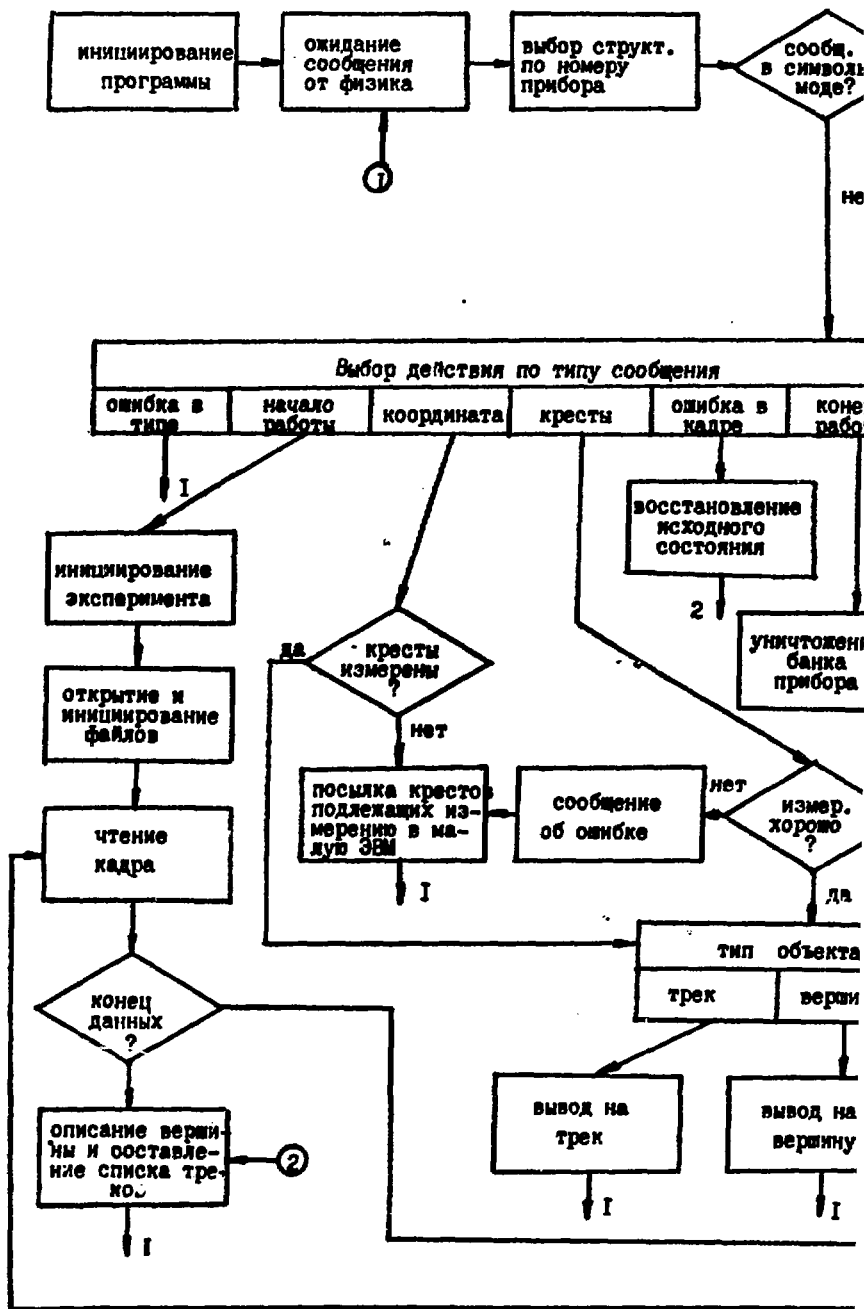 инициирование
программы
ожидание
сообщения
от физика
выбор структ.
по номеру
прибора
сообщ.
в символь
моде?
I
не
Выбор действия по типу сообщения
ошибка в
типе
начало
работы
координата
кресты
ошибка в
кадре
коне
рабо
I
восстановление
исходного
состояния
2
инициирование
эксперимента
да
кресты
измерены
?
нет
уничтожени
банка
прибора
открытие и
инициирование
файлов
посылка крестов
подлежащих из-
мерению в ма-
лую ЭВМ
I
сообщение
об ошибке
нет
измер.
хорошо
?
да
чтение
кадра
тип объекта
трек
верши
конец
данных
?
вывод на
трек
I
вывод на
вершину
I
описание верши-
ны и составле-
ние списка тре-
ков
2
I